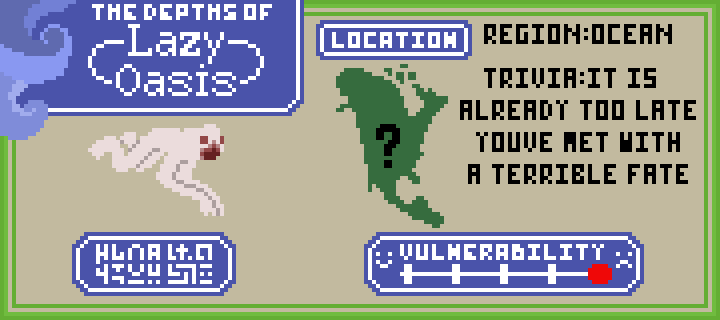 THE DEPTHS OF
Lazy
Oasis
LOCATION
REGION:OCEAN
TRIVIA:IT IS
ALREADY TOO LATE
YOUVE MET WITH
A TERRIBLE FATE
?
VULNERABILITY